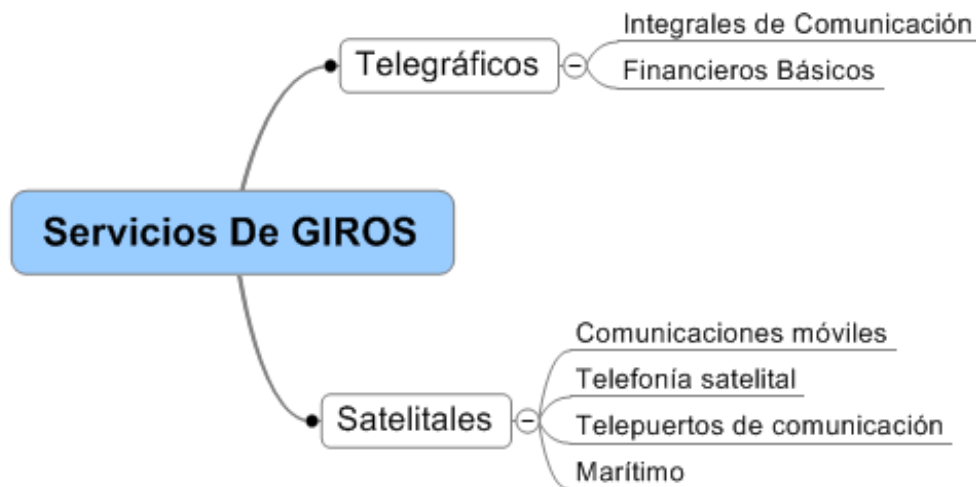 Integrales de Comunicación
Telegráficos
Financieros Básicos
Servicios De GIROS
Comunicaciones móviles
Telefonía satelital
Satelitales
Telepuertos de comunicación
Marítimo